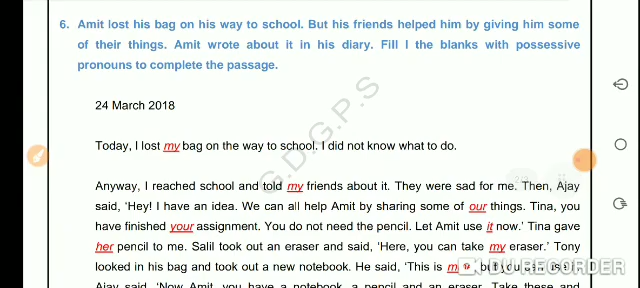 6. Amit lost his bag on his way to school. But his friends helped him by giving him some
of their things. Amit wrote about it in his diary. Fill I the blanks with possessive
pronouns to complete the passage.
24 March 2018
Today, I lost my bag on the way to school. I did not know what to do.
Anyway, I reached school and told my friends about it. They were sad for me. Then, Ajay
said, 'Hey! I have an idea. We can all help Amit by sharing some of our things. Tina, you
have finished your assignment. You do not need the pencil. Let Amit use it now.' Tina gave
her pencil to me. Salil took out an eraser and said, 'Here, you can take my eraser.' Tony
looked in his bag and took out a new notebook. He said, 'This is
Ajay said, 'Now Amit, you have a notebook, a pencil and an eraser. Take these and
G.D.G.P.S
DU RECORDER